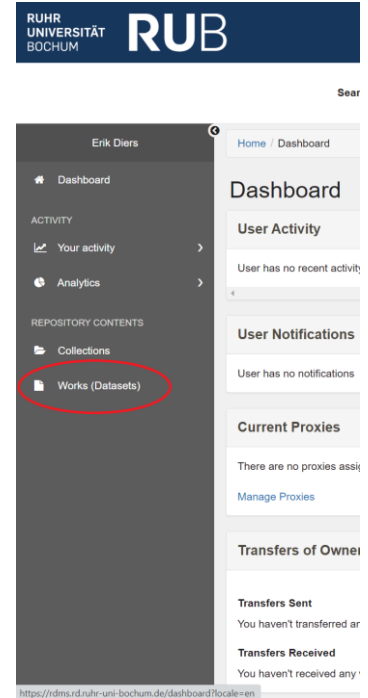 RUHR
UNIVERSITÄT
BOCHUM
RUB
Sear
Erik Diers
Dashboard
ACTIVITY
Your activity
Analytics
REPOSITORY CONTENTS
Collections
Works (Datasets)
Home / Dashboard
Dashboard
User Activity
User has no recent activity
User Notifications
User has no notifications
Current Proxies
There are no proxies assig
Manage Proxies
Transfers of Owner
Transfers Sent
You haven't transferred an
Transfers Received
You haven't received any
https://rdms.rd.ruhr-uni-bochum.de/dashboard?locale=en